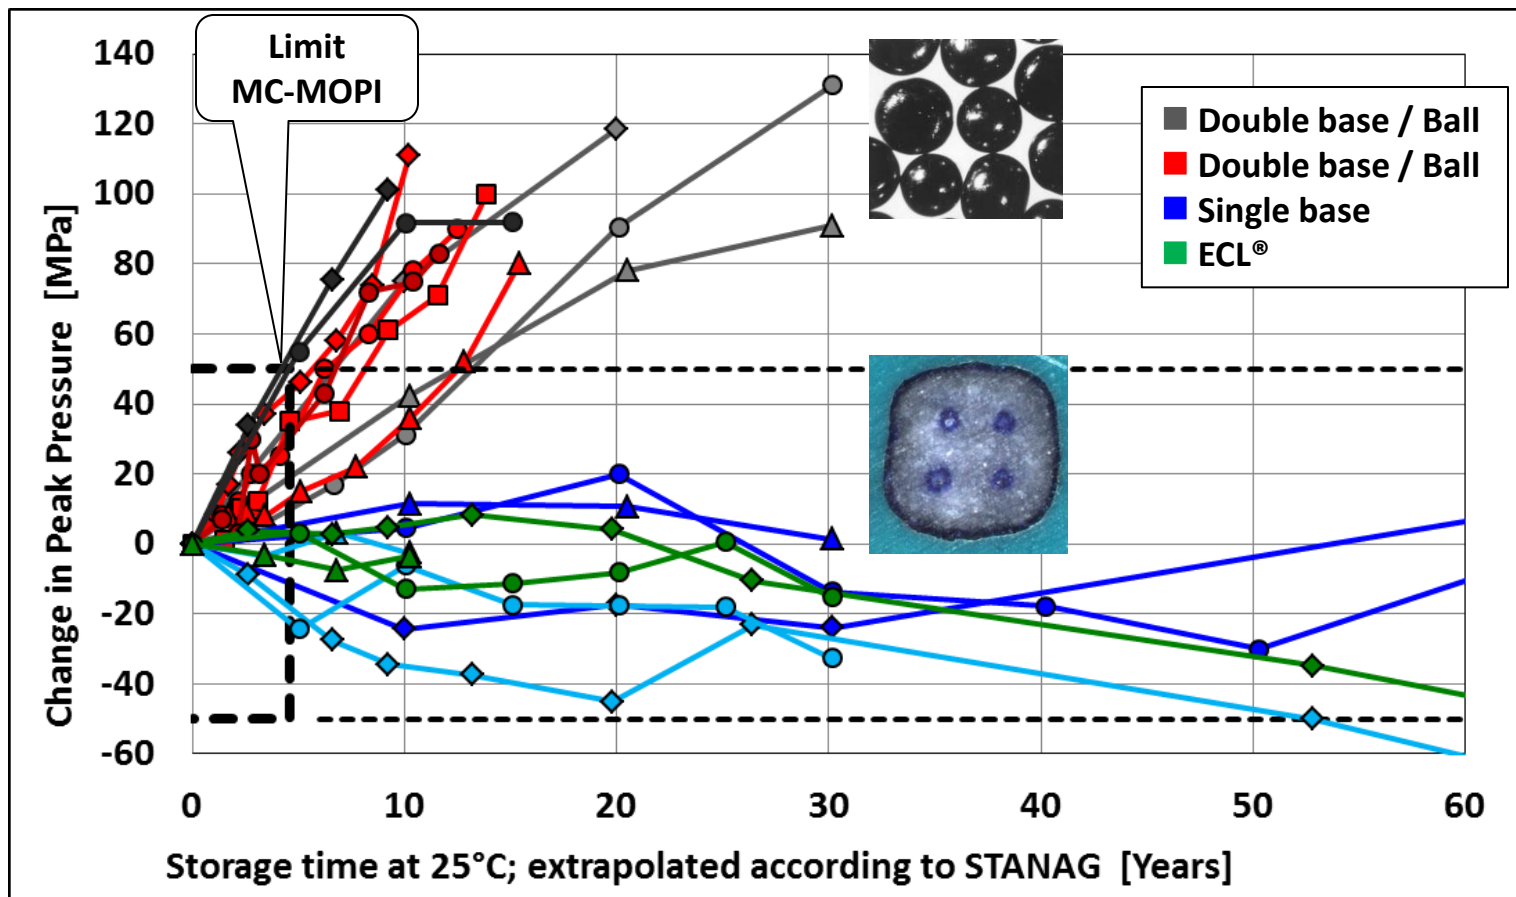 Limit
MC-MOPI
140
120
100
80
60
40
20
0
-20
-40
-60
Change in Peak Pressure [MPa]
Double base / Ball
Double base / Ball
Single base
ECL®
0 10 20 30 40 50 60
Storage time at 25°C; extrapolated according to STANAG [Years]